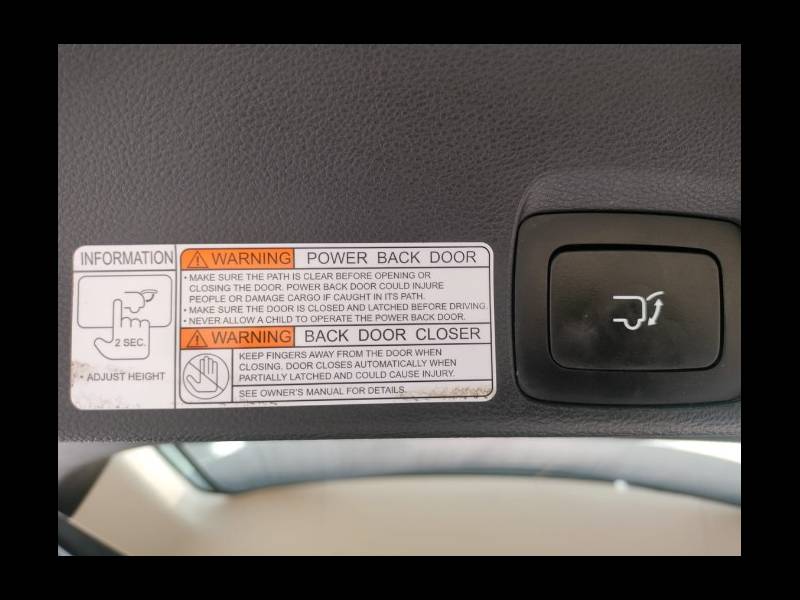 INFORMATION
2 SEC.
• ADJUST HEIGHT
WARNING POWER BACK DOOR
• MAKE SURE THE PATH IS CLEAR BEFORE OPENING OR
CLOSING THE DOOR. POWER BACK DOOR COULD INJURE
PEOPLE OR DAMAGE CARGO IF CAUGHT IN ITS PATH.
• MAKE SURE THE DOOR IS CLOSED AND LATCHED BEFORE DRIVING.
• NEVER ALLOW A CHILD TO OPERATE THE POWER BACK DOOR.
WARNING BACK DOOR CLOSER
KEEP FINGERS AWAY FROM THE DOOR WHEN
CLOSING. DOOR CLOSES AUTOMATICALLY WHEN
PARTIALLY LATCHED AND COULD CAUSE INJURY.
SEE OWNER'S MANUAL FOR DETAILS.